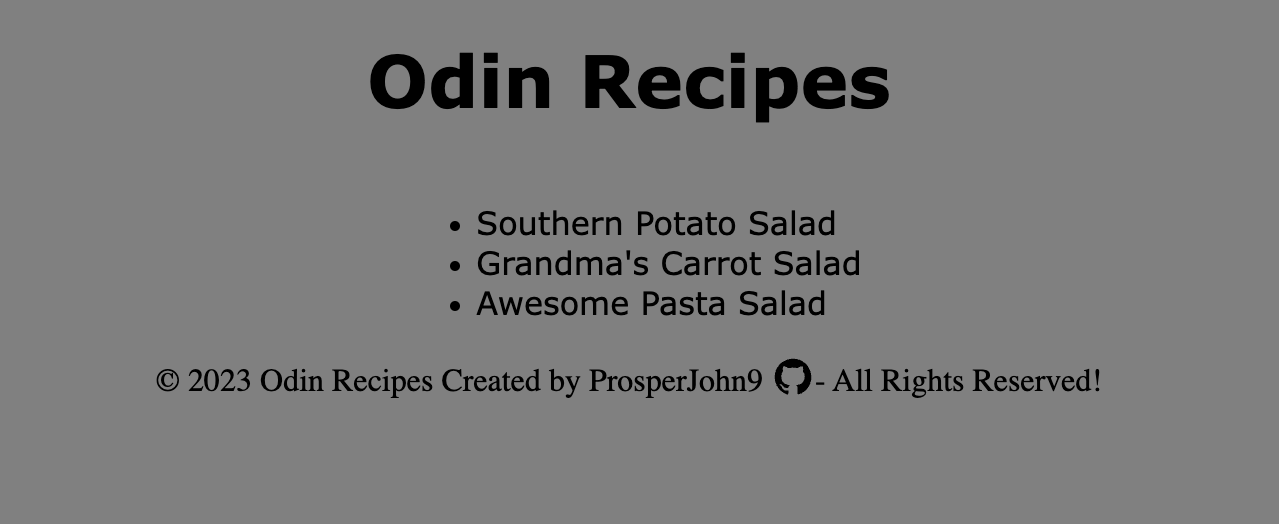 Odin Recipes
• Southern Potato Salad
• Grandma's Carrot Salad
• Awesome Pasta Salad
© 2023 Odin Recipes Created by ProsperJohn9 - All Rights Reserved!